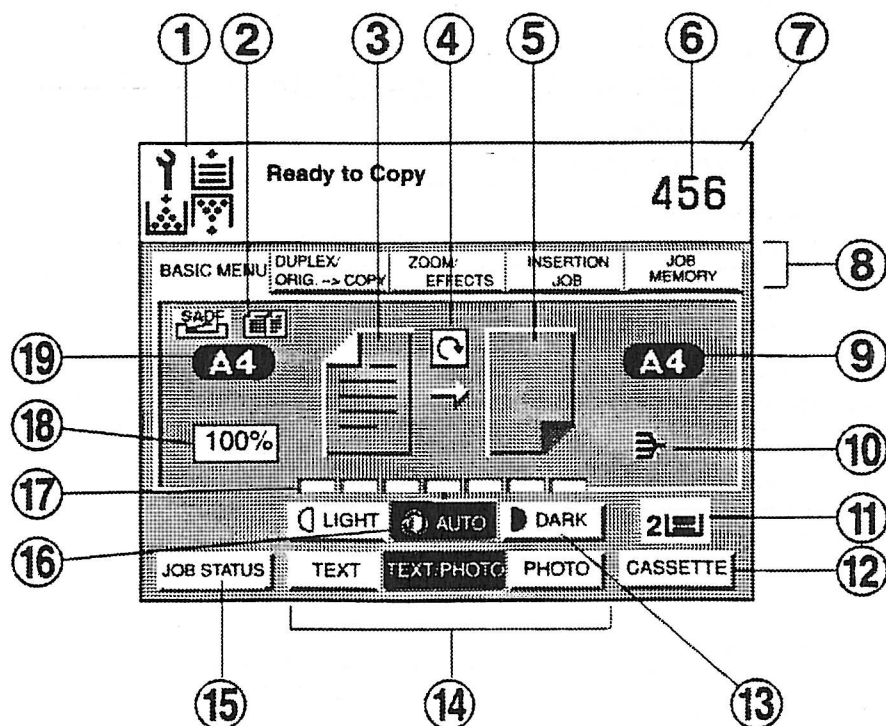 1 2 3 4 5 6 7
Ready to Copy 456
BASIC MENU DUPLEX/ ORIG. --> COPY ZOOM/ EFFECTS INSERTION JOB JOB MEMORY 8
SADF
19 A4 A4 9
18 100% 10
17
LIGHT AUTO DARK 2 11
16
JOB STATUS TEXT TEXT/PHOTO PHOTO CASSETTE 12
15 14 13